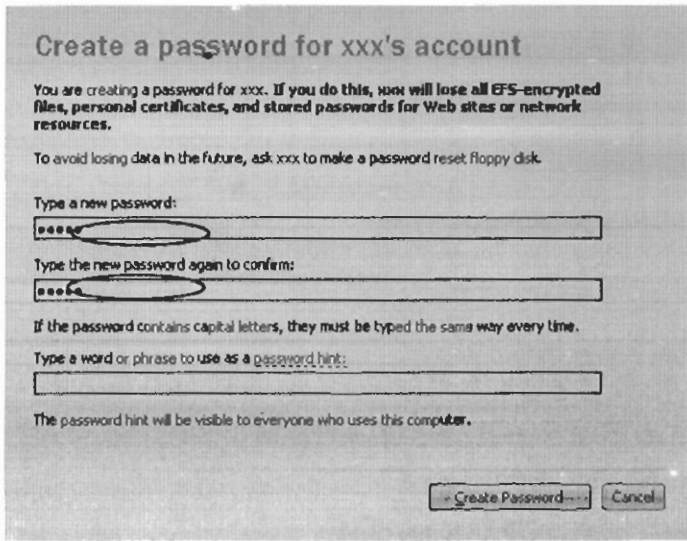 Create a password for xxx's account
You are creating a password for xxx. If you do this, xxx will lose all EFS-encrypted
files, personal certificates, and stored passwords for Web sites or network
resources.
To avoid losing data in the future, ask xxx to make a password reset floppy disk.
Type a new password:
•••••
Type the new password again to confirm:
•••••
If the password contains capital letters, they must be typed the same way every time.
Type a word or phrase to use as a password hint:
The password hint will be visible to everyone who uses this computer.
Create Password Cancel